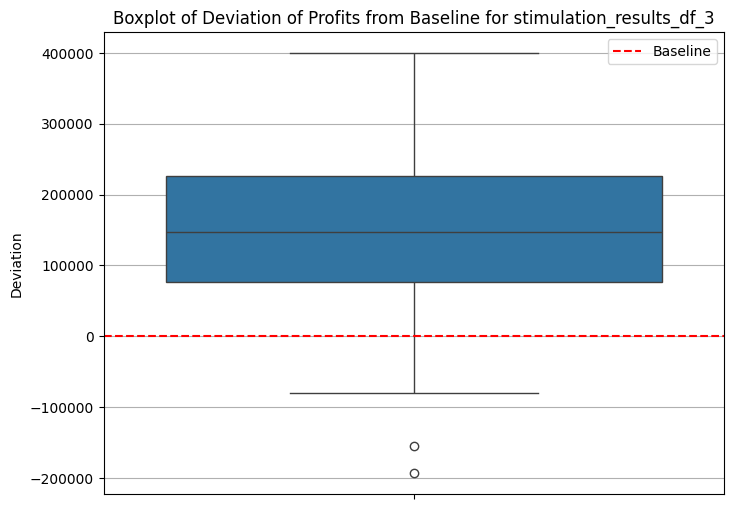 Boxplot of Deviation of Profits from Baseline for stimulation_results_df_3
Baseline
400000
300000
200000
100000
0
−100000
−200000
Deviation